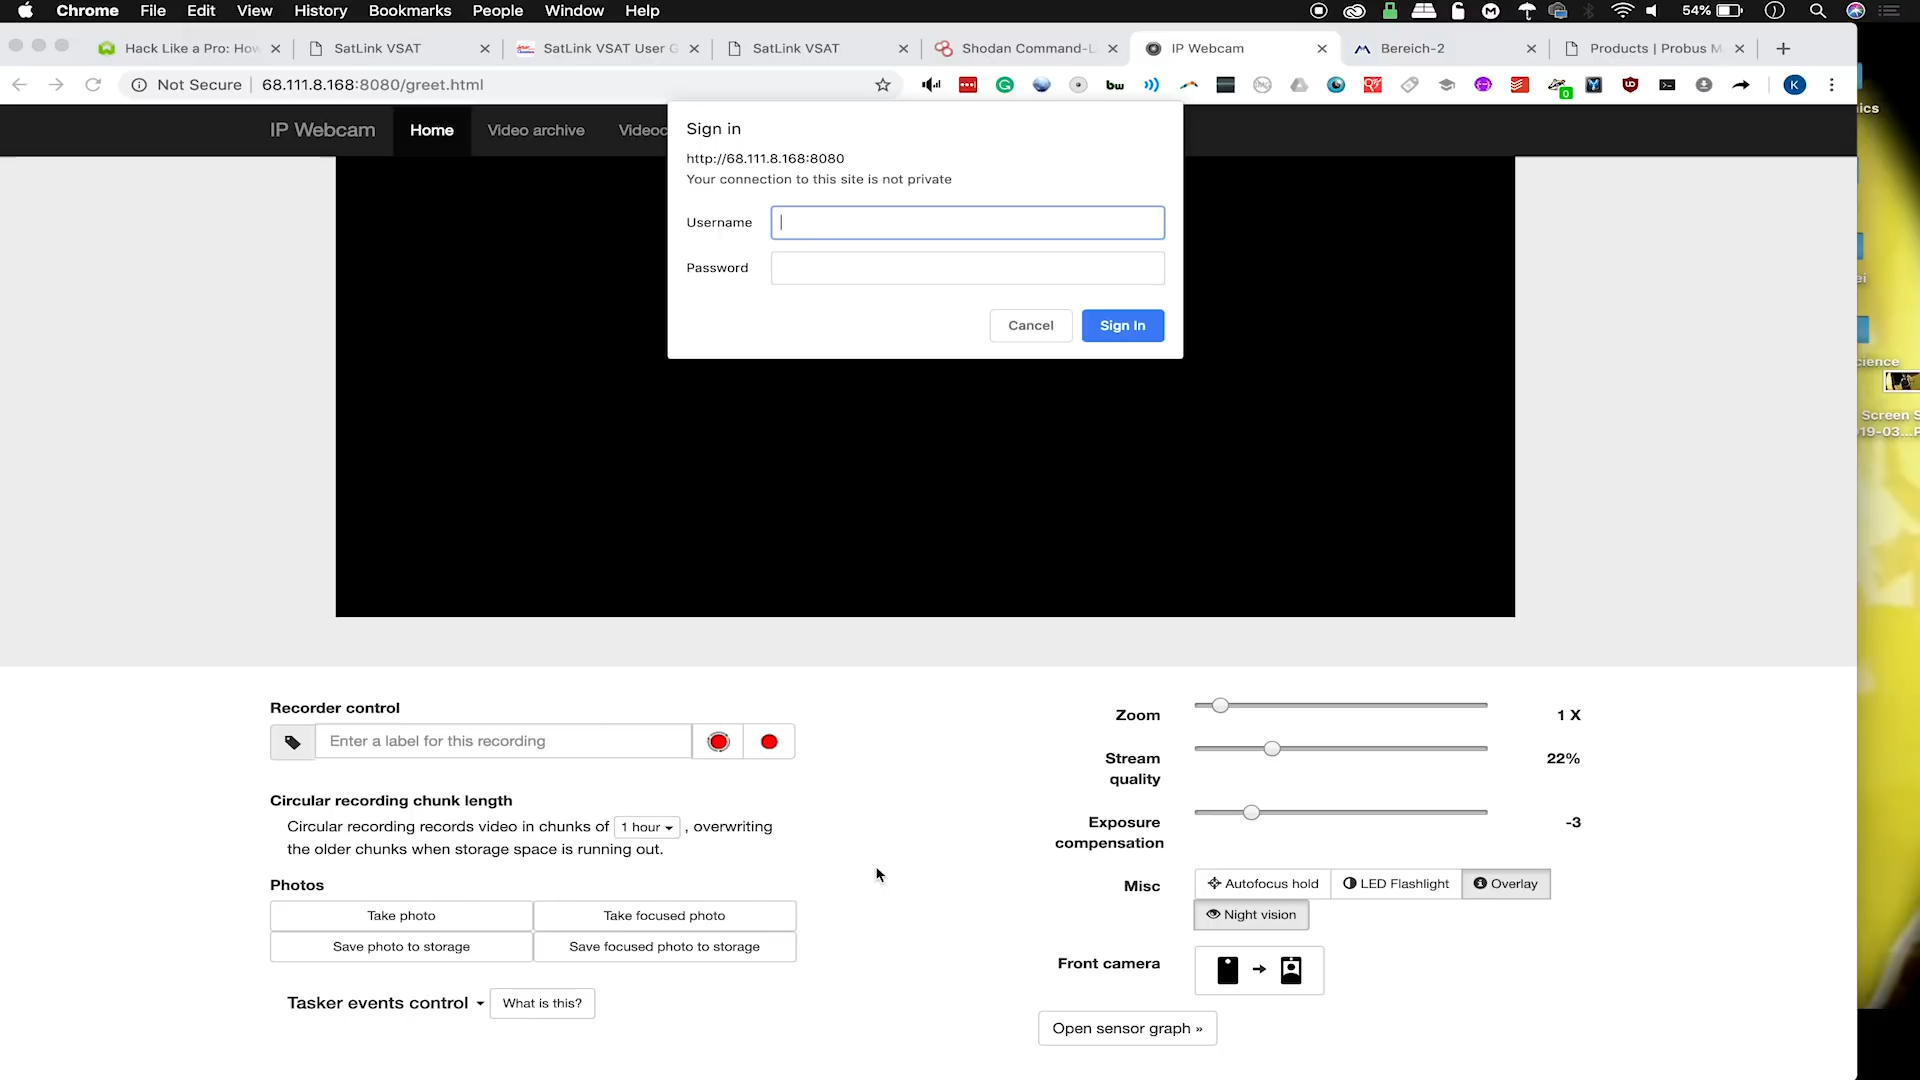 Chrome File Edit View History Bookmarks People Window Help 54%
Hack Like a Pro: How SatLink VSAT SatLink VSAT User G SatLink VSAT Shodan Command-L IP Webcam Bereich-2 Products | Probus M
Not Secure 68.111.8.168:8080/greet.html bw 0 K
IP Webcam Home Video archive
Sign in
http://68.111.8.168:8080
Your connection to this site is not private
Username
Password
Cancel Sign In
ics
ience
Screen S
Recorder control
Enter a label for this recording
Circular recording chunk length
Circular recording records video in chunks of 1 hour , overwriting
the older chunks when storage space is running out.
Photos
Take photo Take focused photo
Save photo to storage Save focused photo to storage
Tasker events control What is this?
Zoom 1 X
Stream
quality 22%
Exposure
compensation -3
Misc Autofocus hold LED Flashlight Overlay
Night vision
Front camera
Open sensor graph »